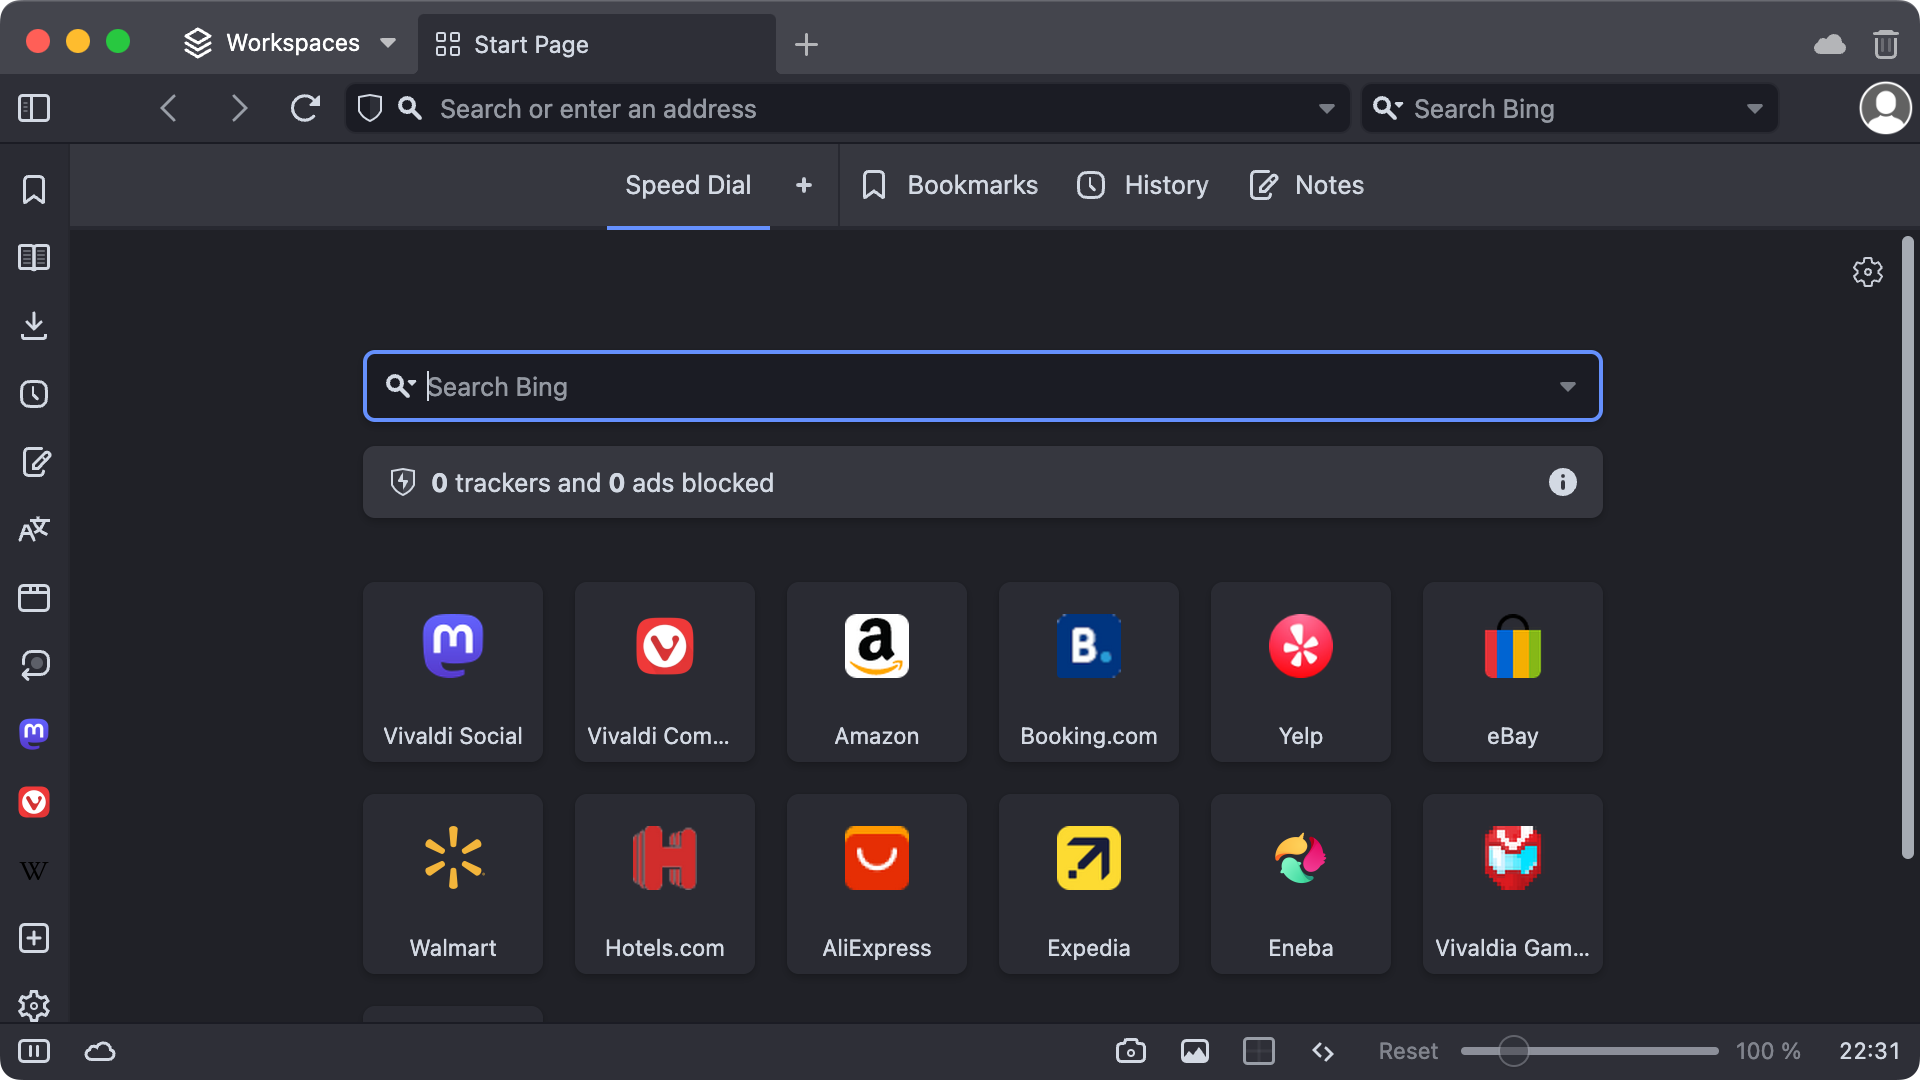 Workspaces
Start Page
Search or enter an address
Search Bing
Speed Dial
Bookmarks
History
Notes
Search Bing
0 trackers and 0 ads blocked
Vivaldi Social
Vivaldi Com...
Amazon
Booking.com
Yelp
eBay
Walmart
Hotels.com
AliExpress
Expedia
Eneba
Vivaldia Gam...
Reset
100 %
22:31